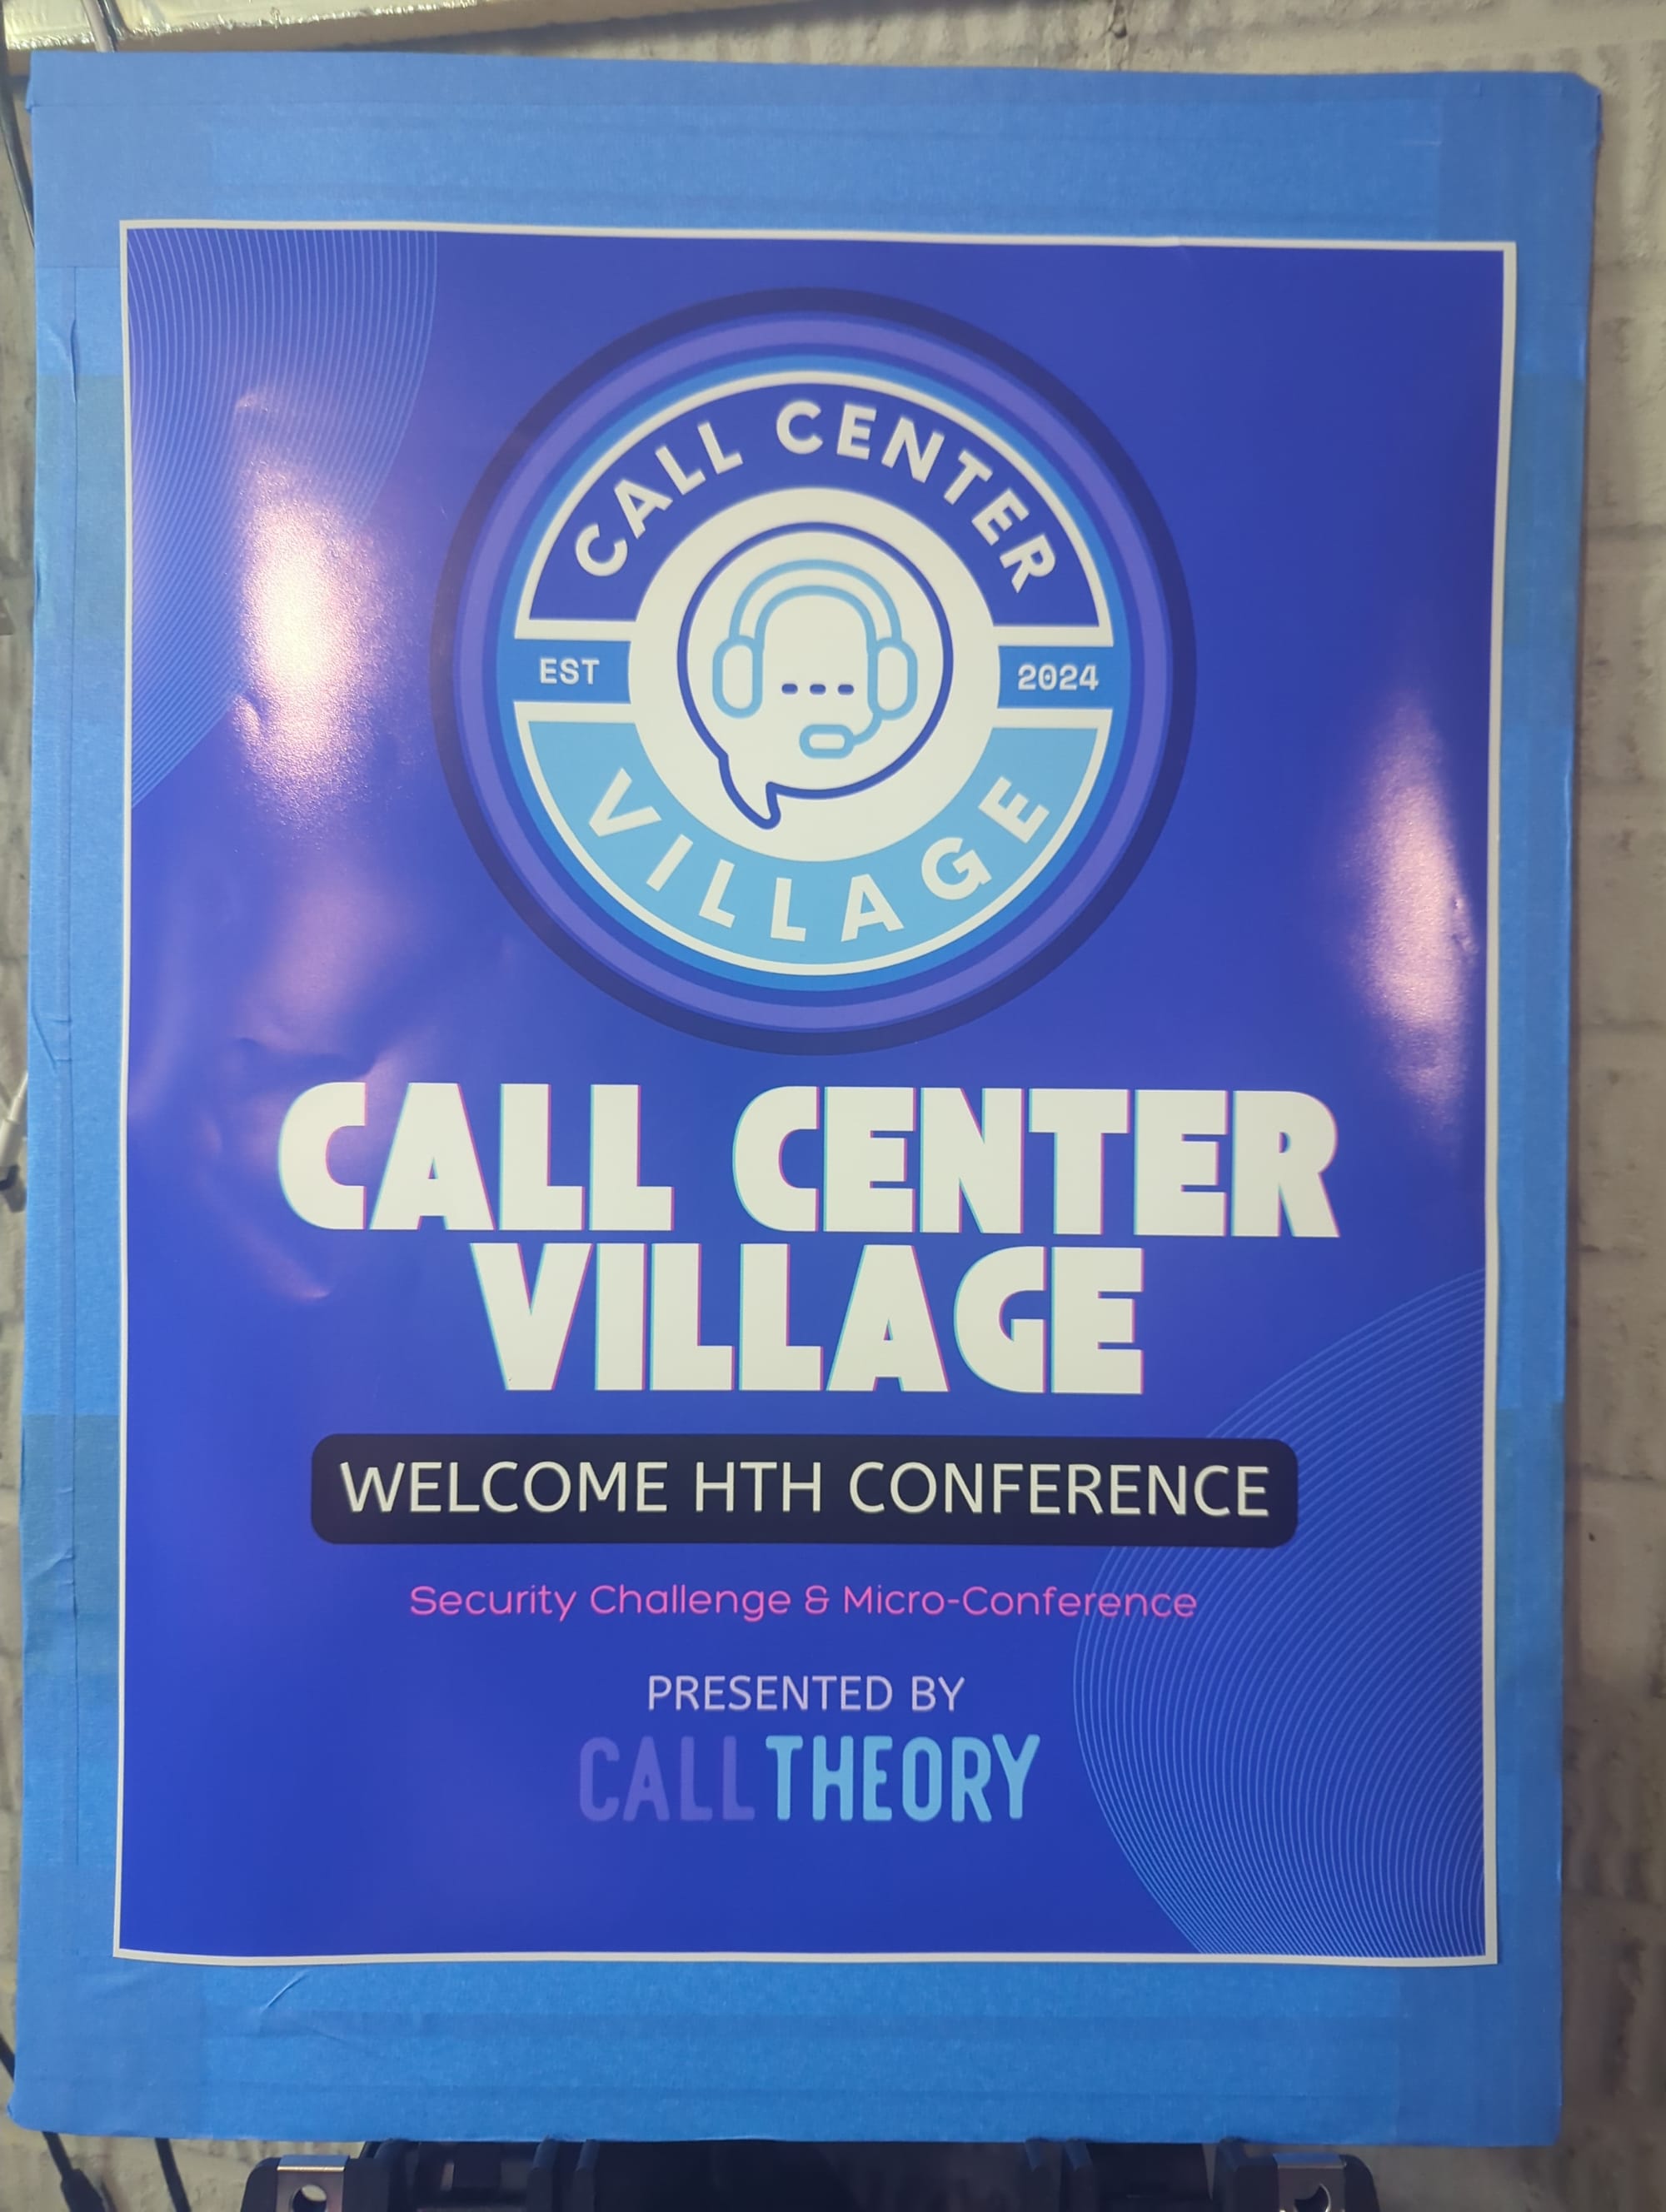 CALL CENTER
EST 2024
VILLAGE
CALL CENTER
VILLAGE
WELCOME HTH CONFERENCE
Security Challenge & Micro-Conference
PRESENTED BY
CALLTHEORY